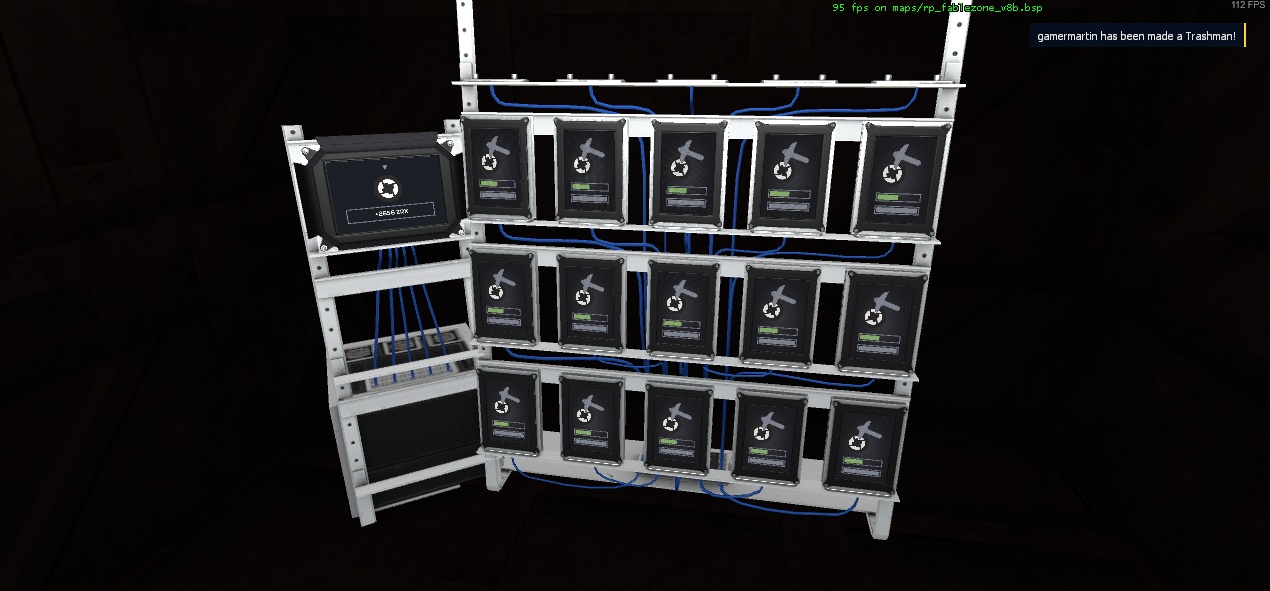 95 fps on maps/rp_fablezone_v8b.bsp
112 FPS
gamermartin has been made a Trashman!